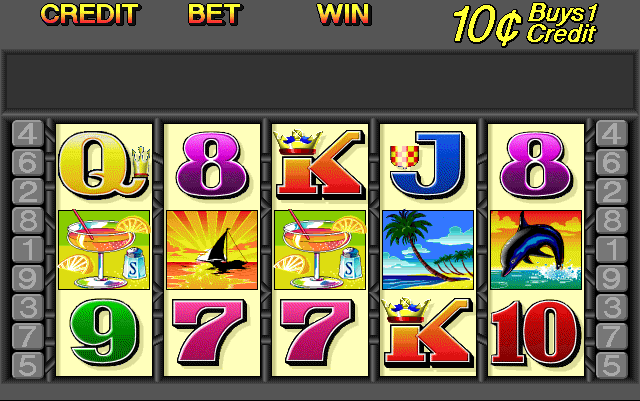 CREDIT BET WIN 10¢ Buys 1
Credit
4 Q 8 K J 8 4
6 6
2 2
8 8
1 S S 1
9 9
3 9 7 7 K 10 3
7 7
5 5